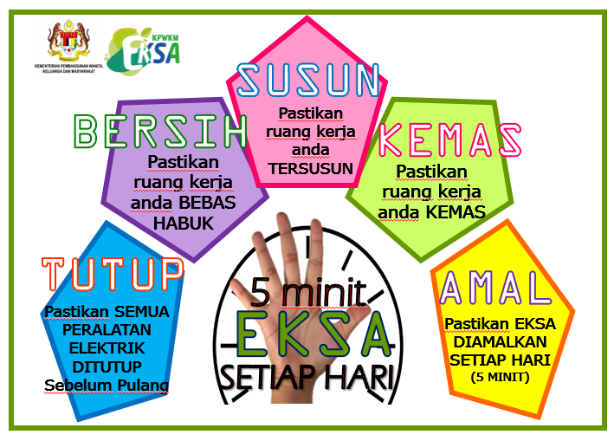 KEMENTERIAN PEMBANGUNAN WANITA,
KELUARGA DAN MASYARAKAT
KPWKM
EKSA
SUSUN
Pastikan
ruang kerja
anda
TERSUSUN
BERSIH
Pastikan
ruang kerja
anda BEBAS
HABUK
KEMAS
Pastikan
ruang kerja
anda KEMAS
TUTUP
Pastikan SEMUA
PERALATAN
ELEKTRIK
DITUTUP
Sebelum Pulang
5 minit
EKSA
SETIAP HARI
AMAL
Pastikan EKSA
DIAMALKAN
SETIAP HARI
(5 MINIT)